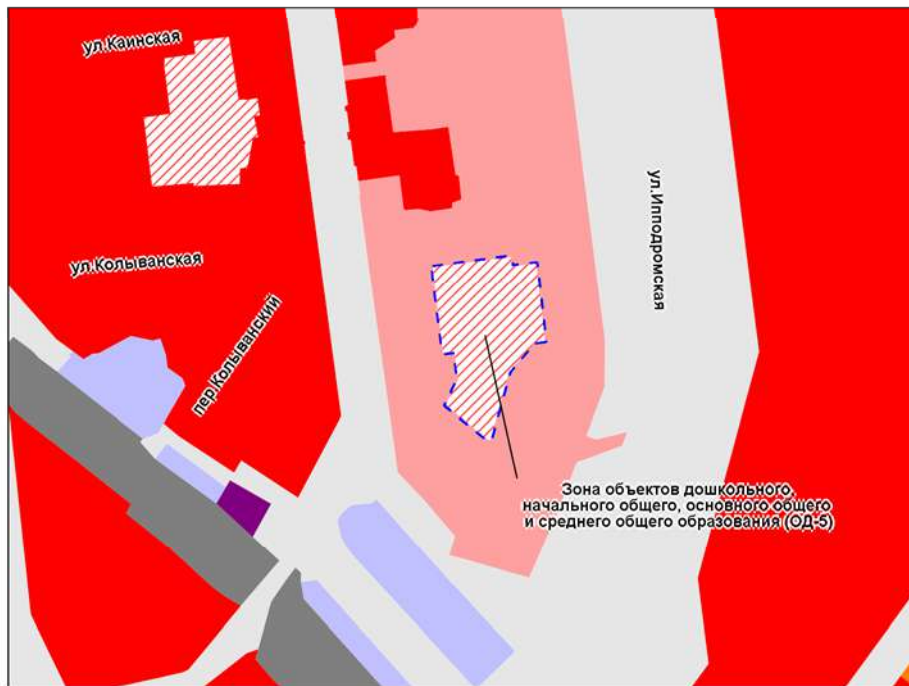 ул.Каинская
ул.Колыванская
пер.Колыванский
ул.Ипподромская
Зона объектов дошкольного,
начального общего, основного общего
и среднего общего образования (ОД-5)